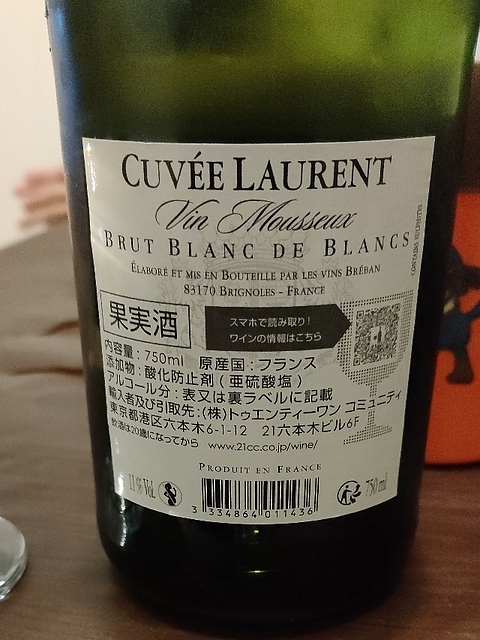 CUVÉE LAURENT
Vin Mousseux
BRUT BLANC DE BLANCS
ÉLABORÉ ET MIS EN BOUTEILLE PAR LES VINS BRÉBAN
83170 BRIGNOLES - FRANCE
CONTAINS SULPHITES
果実酒
スマホで読み取り!
ワインの情報はこちら
内容量:750ml 原産国:フランス
添加物:酸化防止剤(亜硫酸塩)
アルコール分:表又は裏ラベルに記載
輸入者及び引取先:(株)トゥエンティーワン コミュニティ
東京都港区六本木6-1-12 21六本木ビル6F
飲酒は20歳になってから
www.21cc.co.jp/wine/
PRODUIT EN FRANCE
11%Vol.
750ml
3 334864 011436